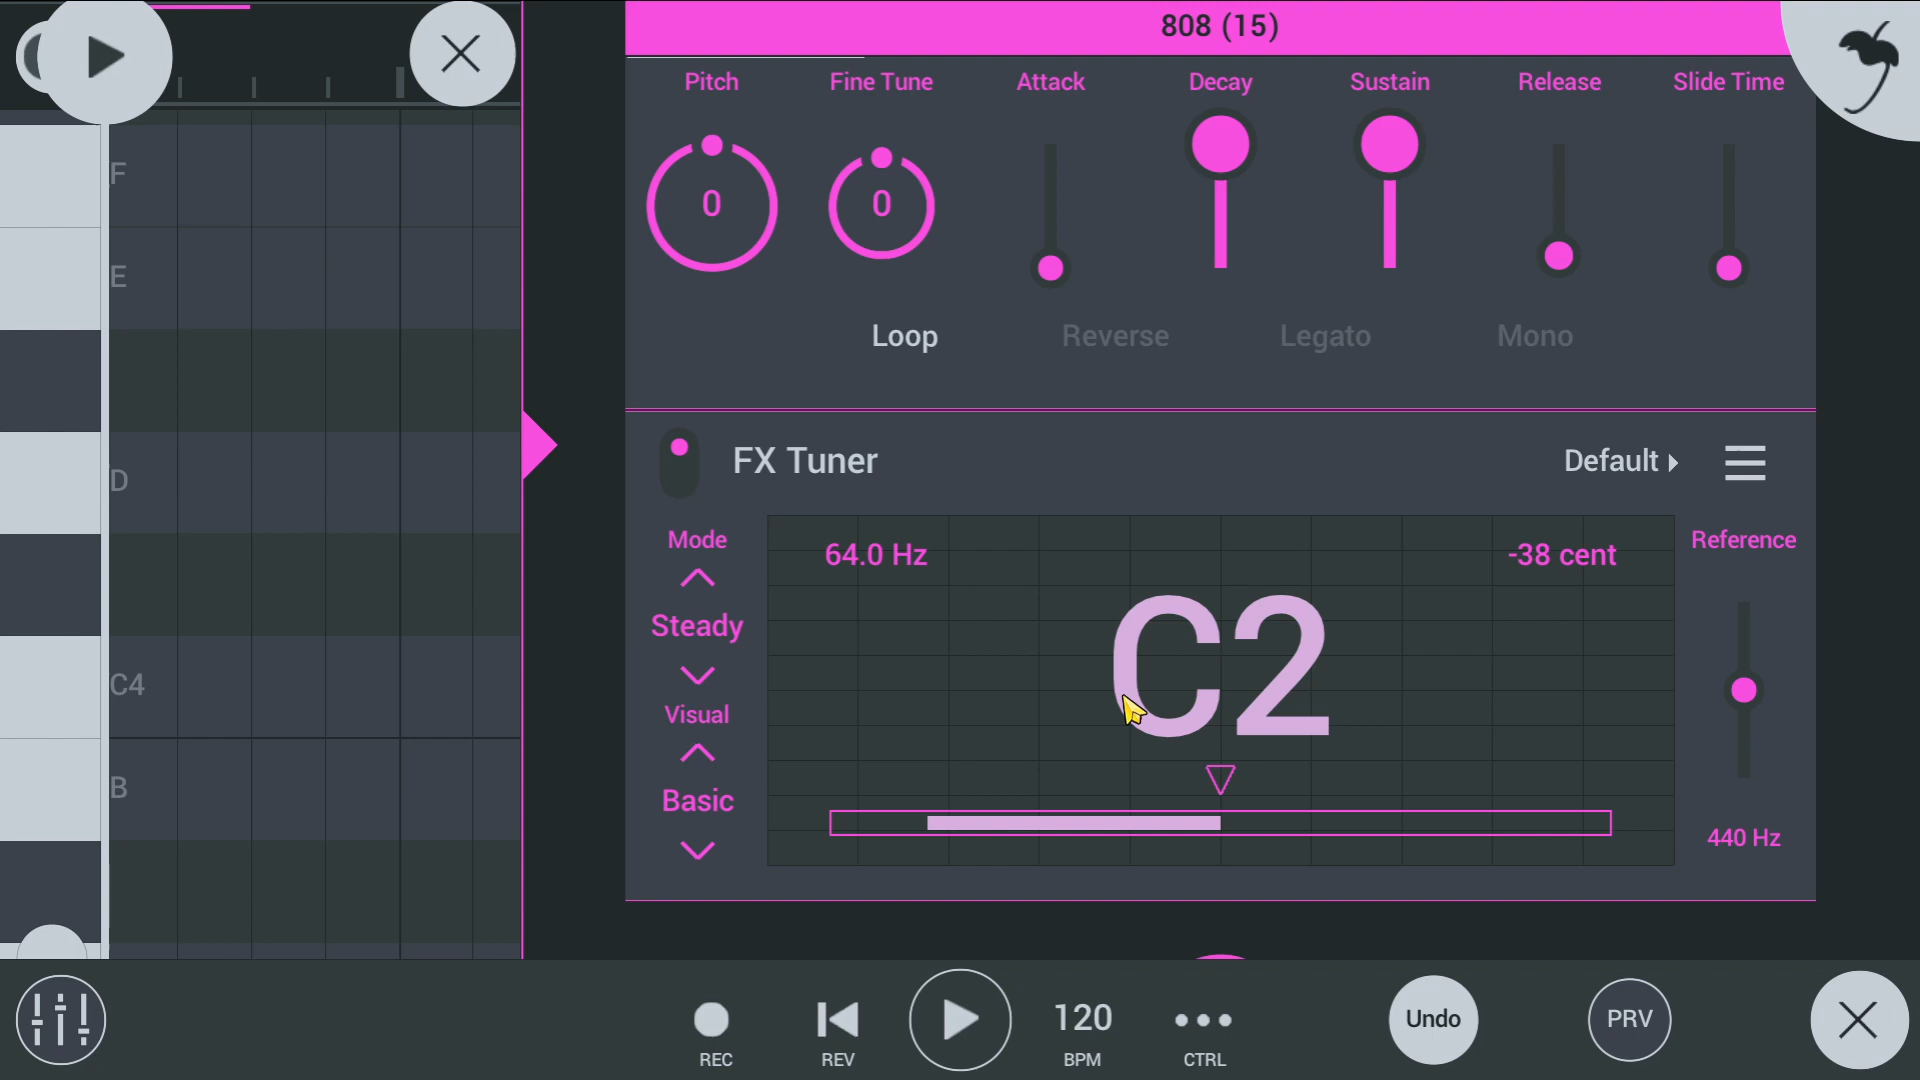 808 (15)
Pitch Fine Tune Attack Decay Sustain Release Slide Time
0 0
Loop Reverse Legato Mono
F
E
D
C4
B
FX Tuner Default
Mode
Steady
Visual
Basic
64.0 Hz -38 cent
C2
Reference
440 Hz
REC REV 120 BPM CTRL Undo PRV